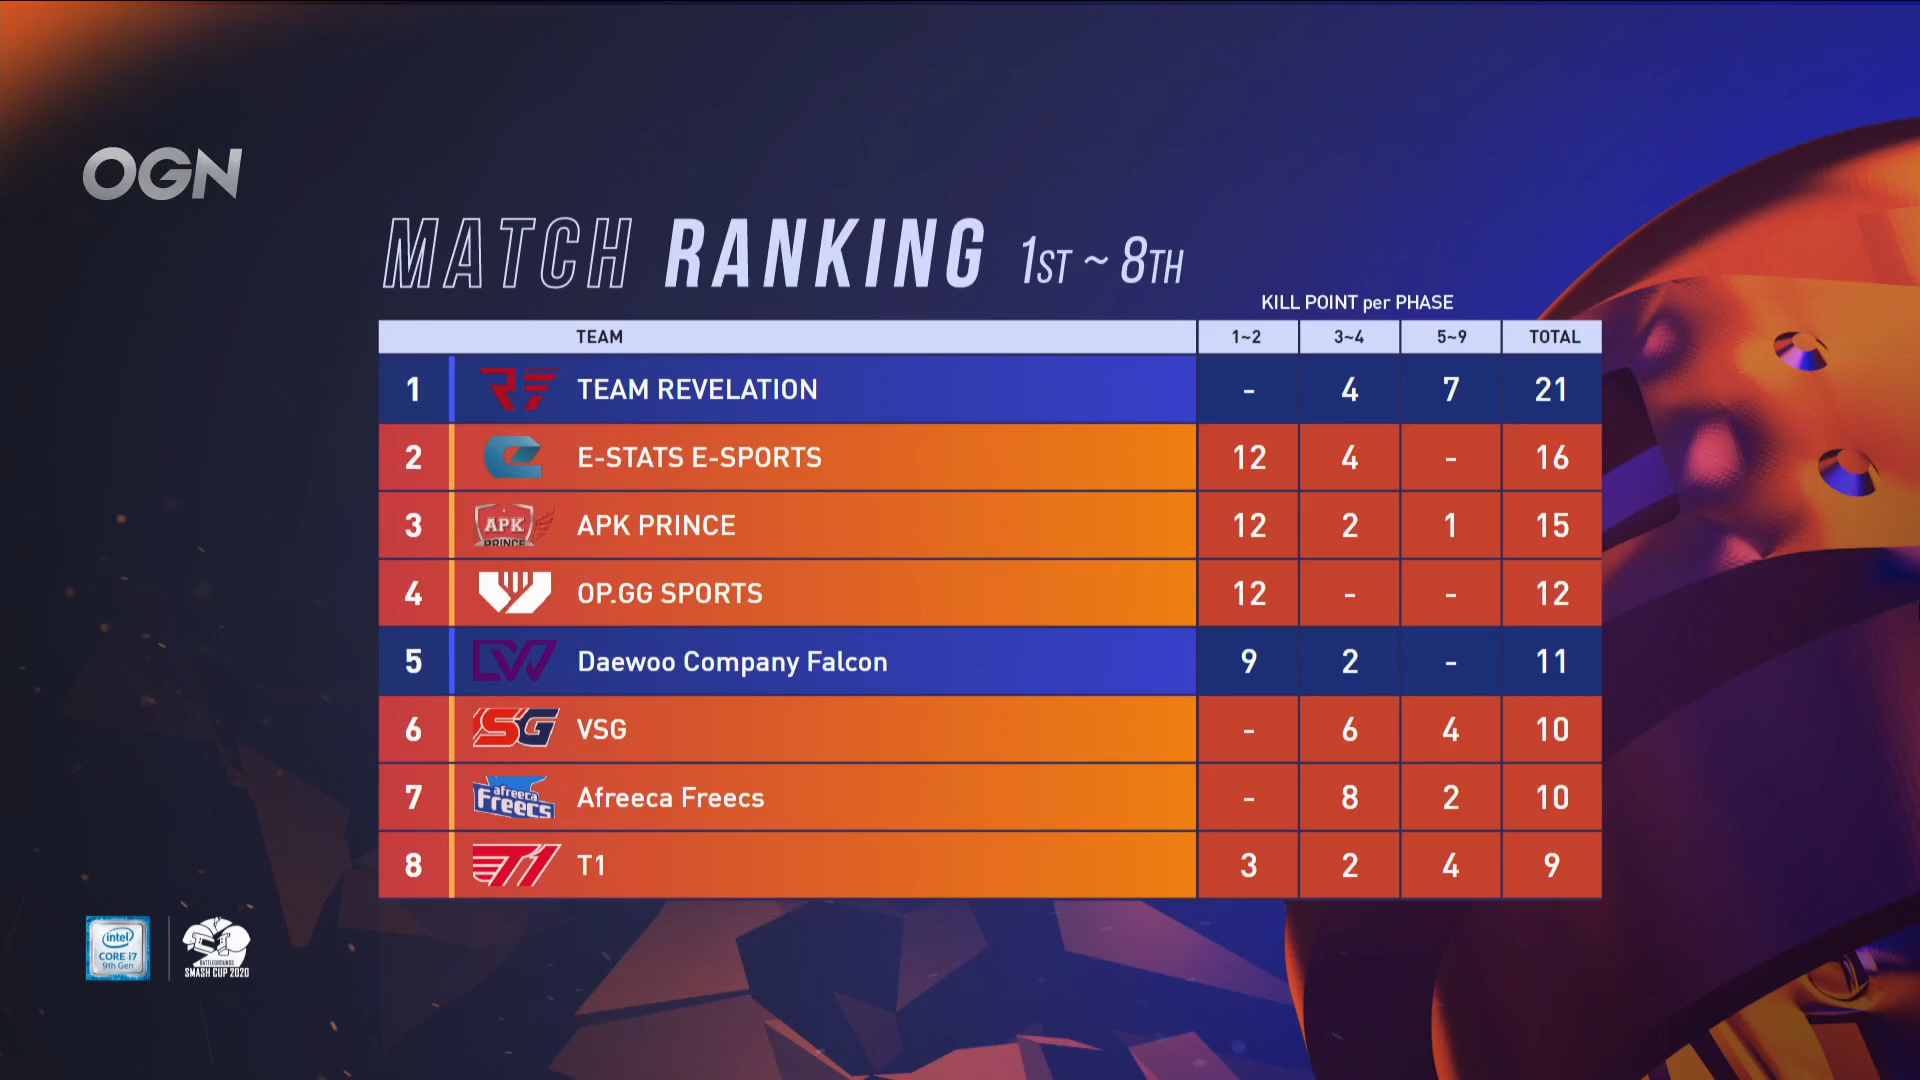 OGN
MATCH RANKING 1ST ~ 8TH
KILL POINT per PHASE
TEAM 1~2 3~4 5~9 TOTAL
1 TEAM REVELATION - 4 7 21
2 E-STATS E-SPORTS 12 4 - 16
3 APK PRINCE APK PRINCE 12 2 1 15
4 OP.GG SPORTS 12 - - 12
5 Daewoo Company Falcon 9 2 - 11
6 SG VSG - 6 4 10
7 afreeca Freecs Afreeca Freecs - 8 2 10
8 T1 T1 3 2 4 9
intel
CORE i7
9th Gen
BATTLEGROUNDS
SMASH CUP 2020